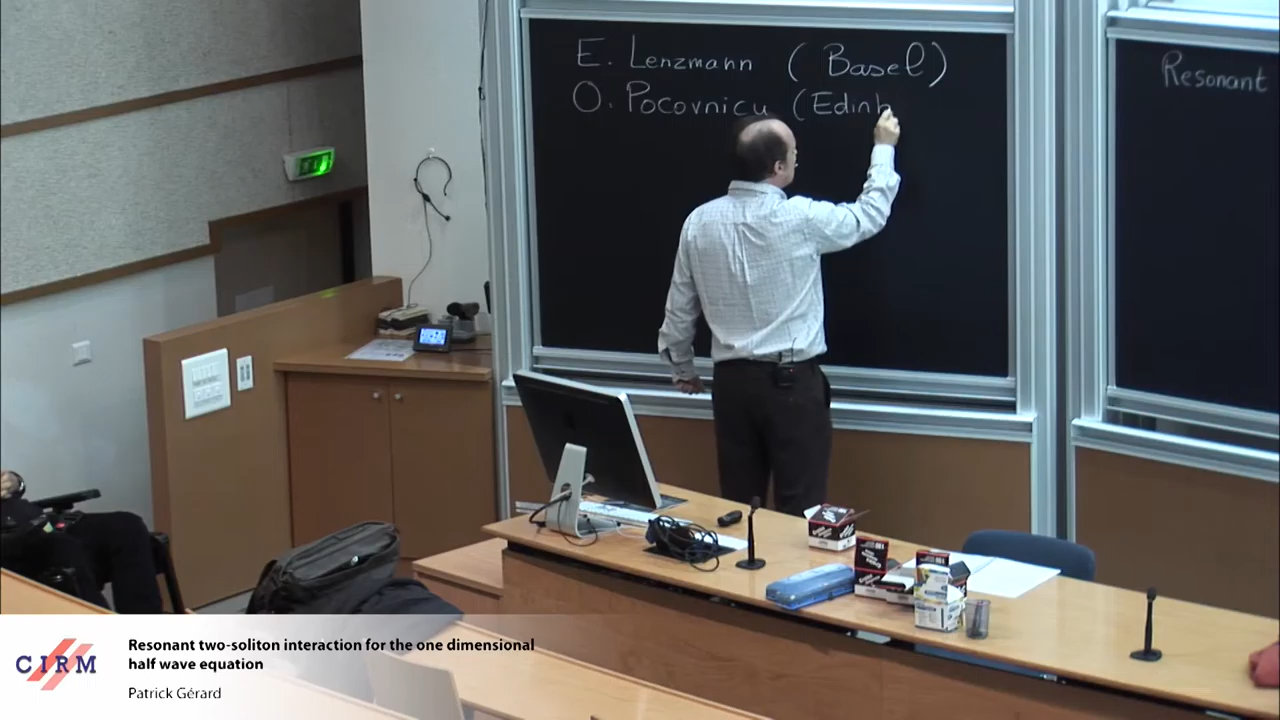 E. Lenzmann (Basel)
O. Pocovnicu (Edinb
Resonant
CIRM
Resonant two-soliton interaction for the one dimensional
half wave equation
Patrick Gérard